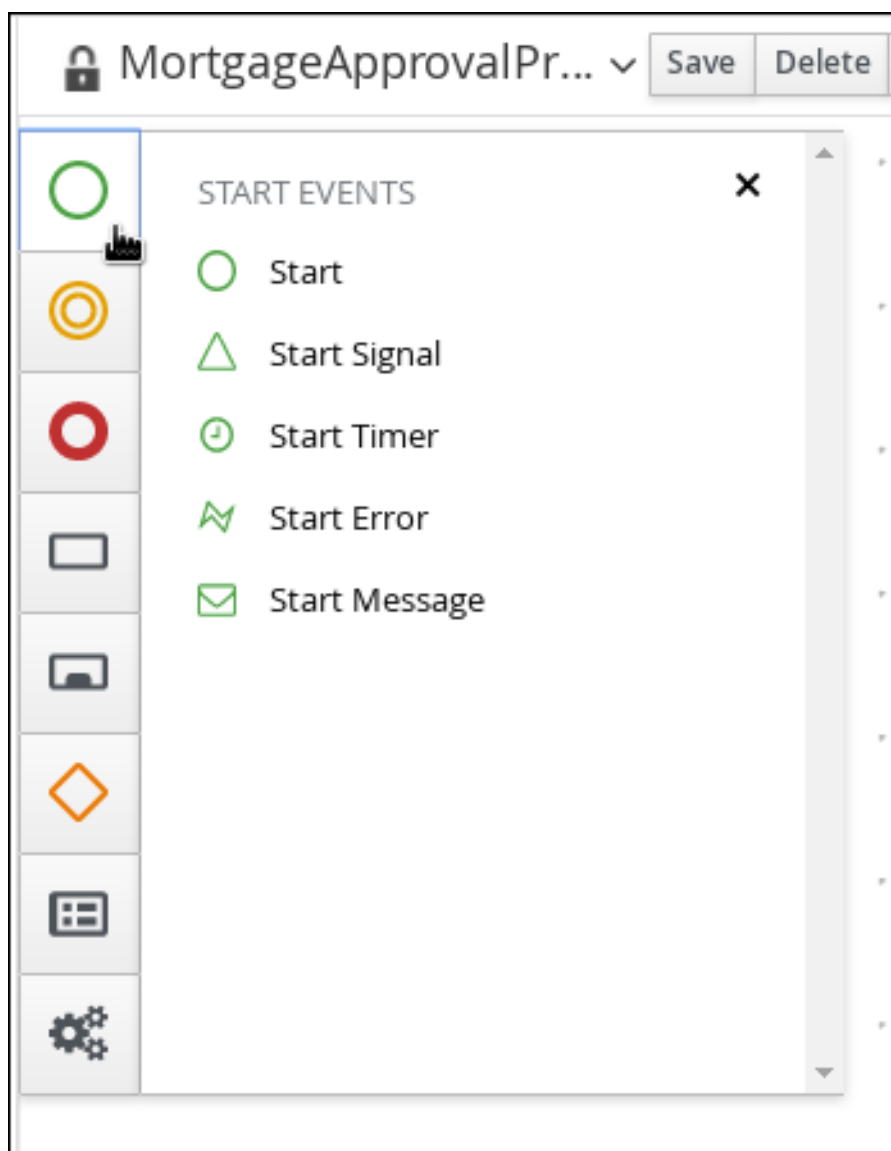 MortgageApprovalPr... Save Delete
START EVENTS
Start
Start Signal
Start Timer
Start Error
Start Message